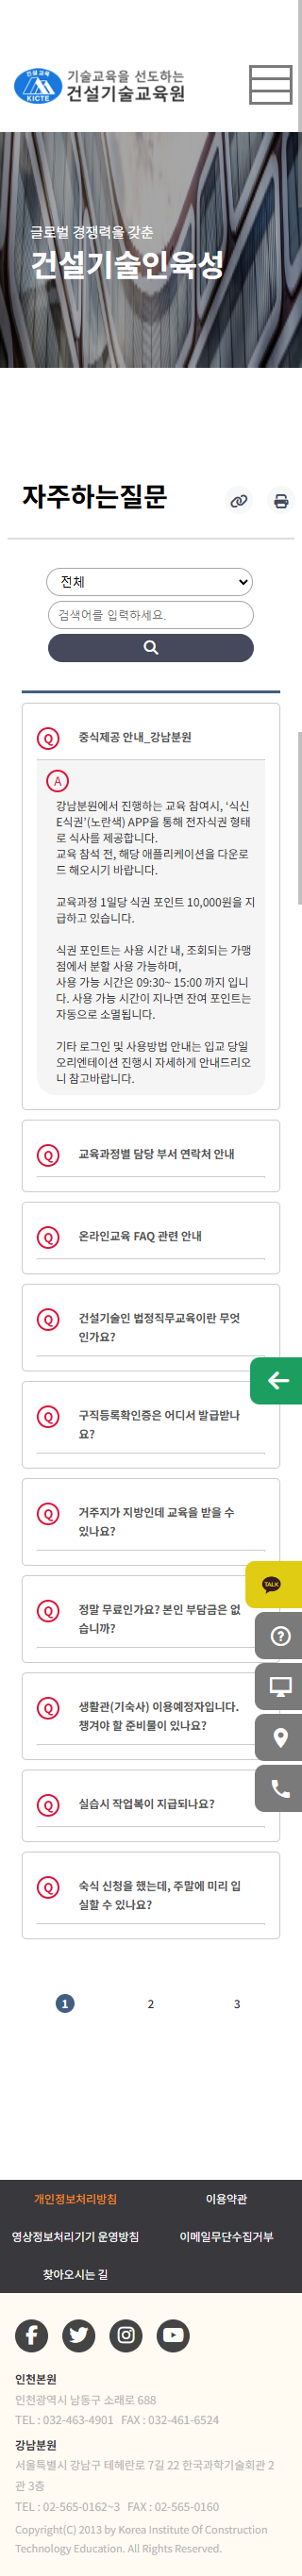 기술교육을 선도하는
건설기술교육원
건설교육
KICTE
글로벌 경쟁력을 갖춘
건설기술인육성
자주하는질문
전체
검색어를 입력하세요.
Q 중식제공 안내_강남분원
A
강남분원에서 진행하는 교육 참여시, ‘식신
E식권’(노란색) APP을 통해 전자식권 형태
로 식사를 제공합니다.
교육 참석 전, 해당 애플리케이션을 다운로
드 해오시기 바랍니다.
교육과정 1일당 식권 포인트 10,000원을 지
급하고 있습니다.
식권 포인트는 사용 시간 내, 조회되는 가맹
점에서 분할 사용 가능하며,
사용 가능 시간은 09:30~ 15:00 까지 입니
다. 사용 가능 시간이 지나면 잔여 포인트는
자동으로 소멸됩니다.
기타 로그인 및 사용방법 안내는 입교 당일
오리엔테이션 진행시 자세하게 안내드리오
니 참고바랍니다.
Q 교육과정별 담당 부서 연락처 안내
Q 온라인교육 FAQ 관련 안내
Q 건설기술인 법정직무교육이란 무엇
인가요?
Q 구직등록확인증은 어디서 발급받나
요?
Q 거주지가 지방인데 교육을 받을 수
있나요?
TALK
Q 정말 무료인가요? 본인 부담금은 없
습니까?
Q 생활관(기숙사) 이용예정자입니다.
챙겨야 할 준비물이 있나요?
Q 실습시 작업복이 지급되나요?
Q 숙식 신청을 했는데, 주말에 미리 입
실할 수 있나요?
1 2 3
개인정보처리방침 이용약관
영상정보처리기기 운영방침 이메일무단수집거부
찾아오시는 길
인천본원
인천광역시 남동구 소래로 688
TEL : 032-463-4901 FAX : 032-461-6524
강남분원
서울특별시 강남구 테헤란로 7길 22 한국과학기술회관 2
관 3층
TEL : 02-565-0162~3 FAX : 02-565-0160
Copyright(C) 2013 by Korea Institute Of Construction
Technology Education. All Rights Reserved.